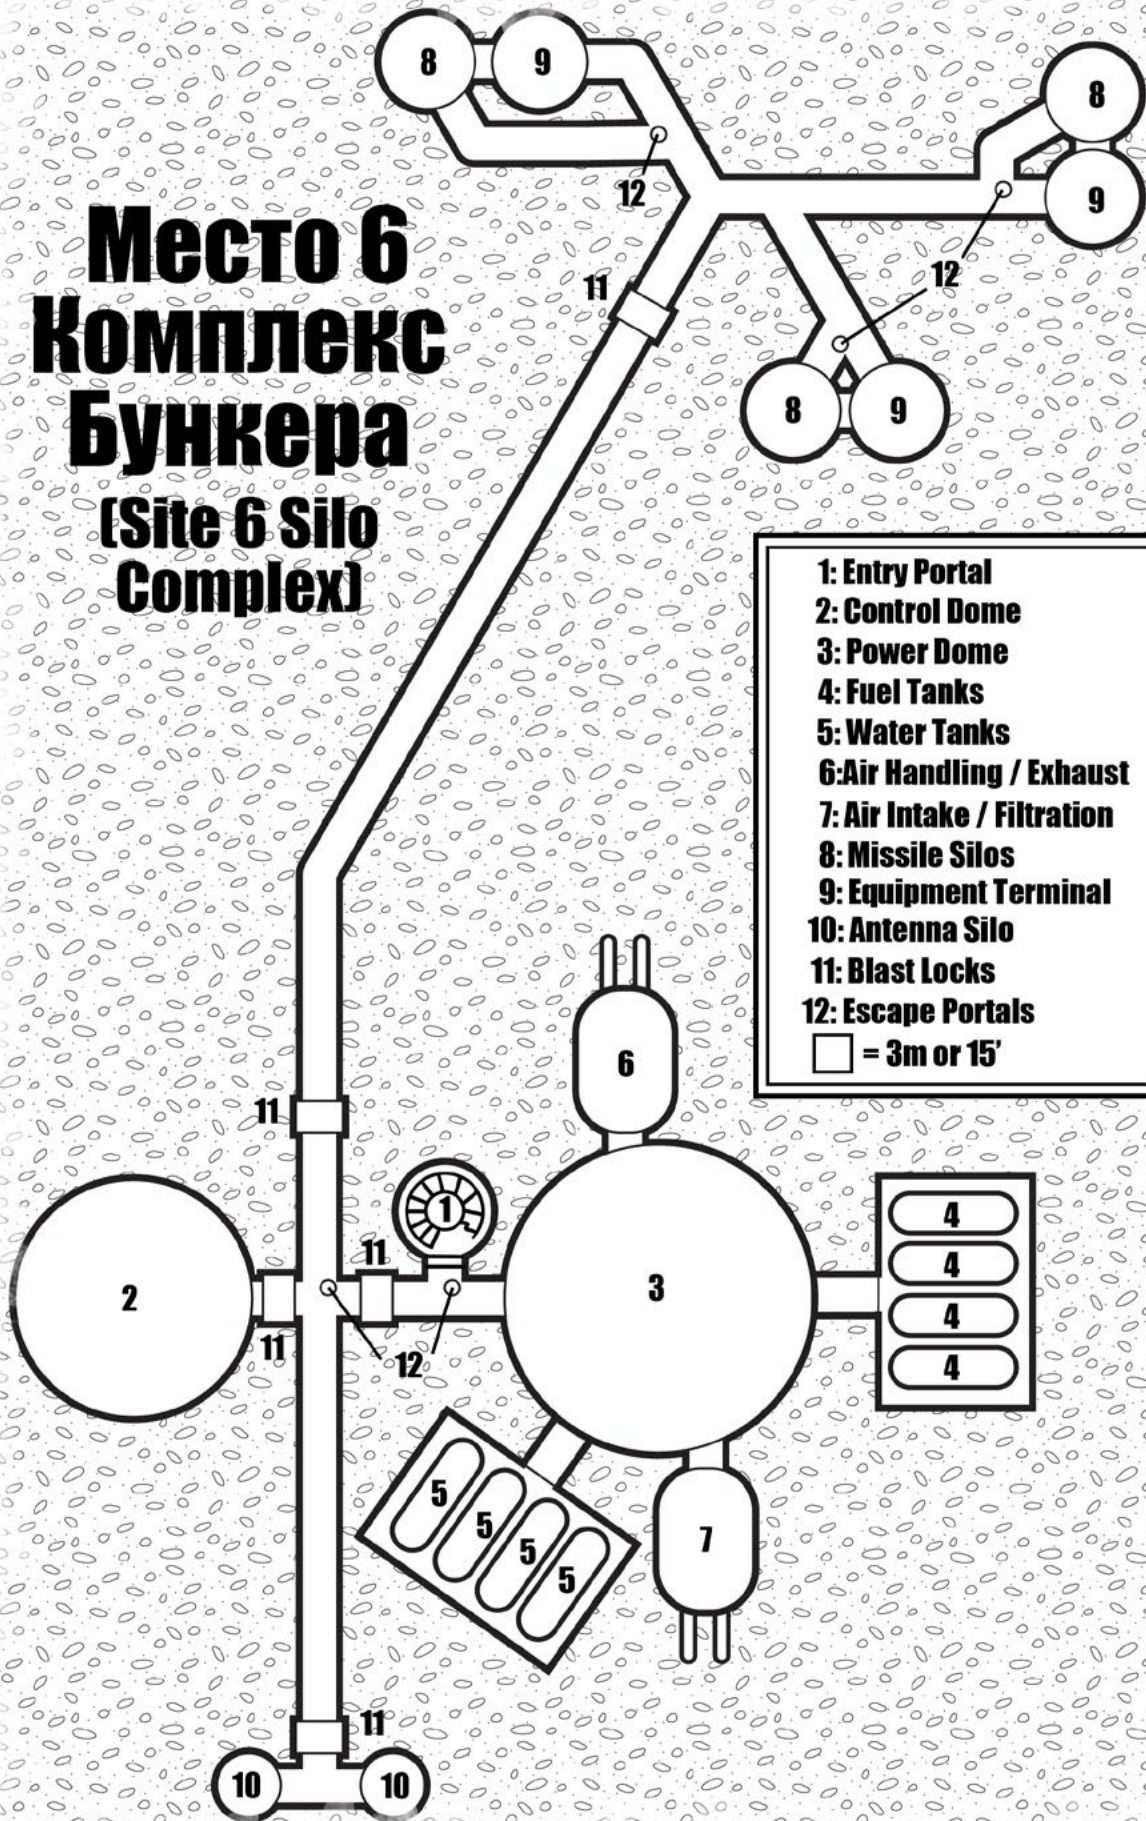 8
9
8
9
12
12
Место 6
Комплекс
Бункера
(Site 6 Silo
Complex)
11
8
9
1: Entry Portal
2: Control Dome
3: Power Dome
4: Fuel Tanks
5: Water Tanks
6:Air Handling / Exhaust
7: Air Intake / Filtration
8: Missile Silos
9: Equipment Terminal
10: Antenna Silo
11: Blast Locks
12: Escape Portals
= 3m or 15’
6
11
1
11
2
3
4
4
4
4
11
12
5
5
5
5
7
11
10
10